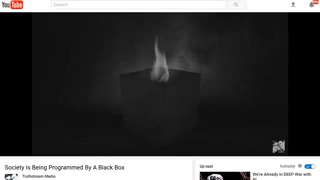 YouTube
Search
Society is Being Programmed By A Black Box
Truthstream Media
Up next
Autoplay
We're Already in DEEP War with
AI